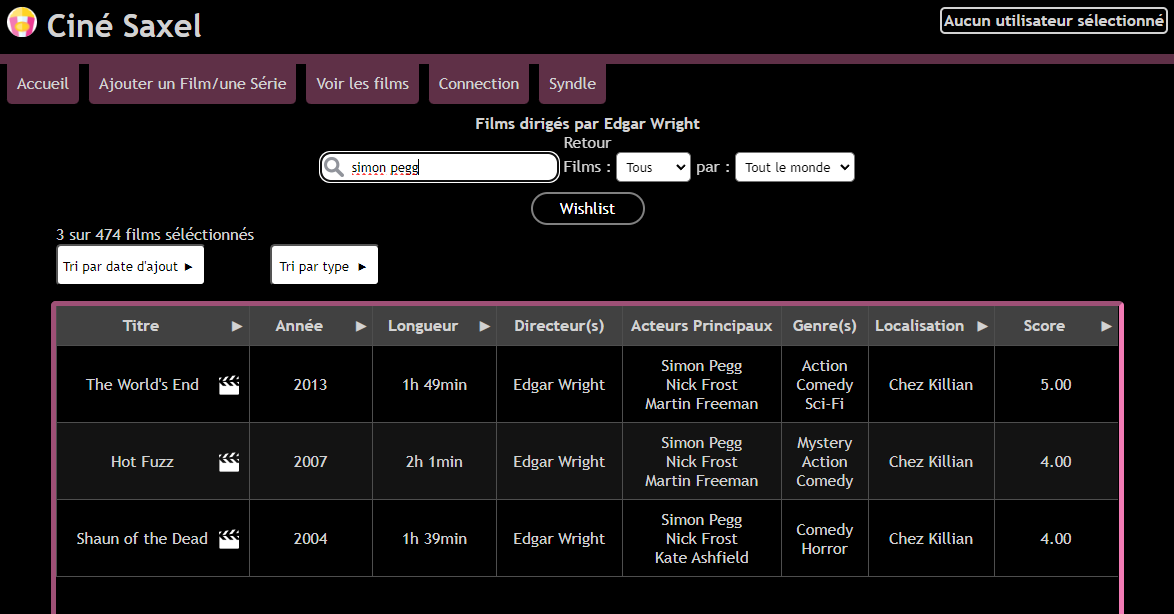 Ciné Saxel
Aucun utilisateur sélectionné
Accueil
Ajouter un Film/une Série
Voir les films
Connection
Syndle
Films dirigés par Edgar Wright
Retour
simon pegg
Films : Tous par : Tout le monde
Wishlist
3 sur 474 films séléctionnés
Tri par date d'ajout ►
Tri par type ►
Titre ► Année ► Longueur ► Directeur(s) Acteurs Principaux Genre(s) Localisation ► Score ►
The World's End
2013
1h 49min
Edgar Wright
Simon Pegg
Nick Frost
Martin Freeman
Action
Comedy
Sci-Fi
Chez Killian
5.00
Hot Fuzz
2007
2h 1min
Edgar Wright
Simon Pegg
Nick Frost
Martin Freeman
Mystery
Action
Comedy
Chez Killian
4.00
Shaun of the Dead
2004
1h 39min
Edgar Wright
Simon Pegg
Nick Frost
Kate Ashfield
Comedy
Horror
Chez Killian
4.00